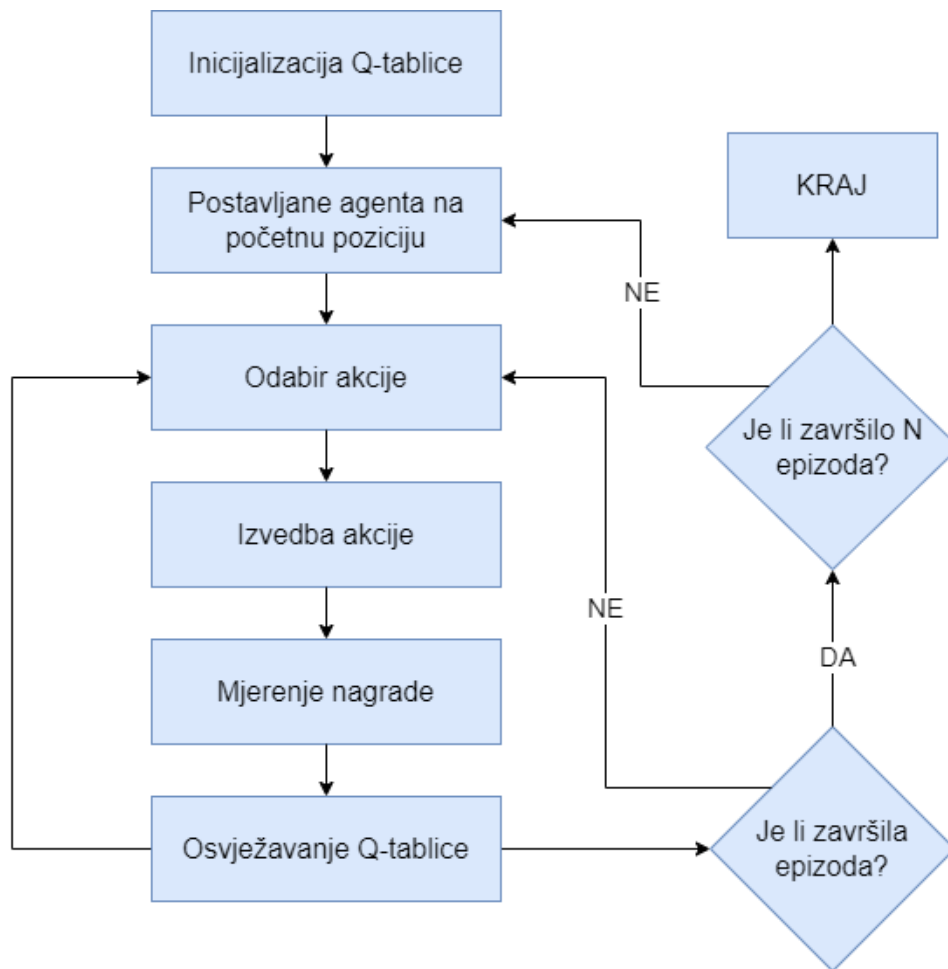 Inicijalizacija Q-tablice
Postavljane agenta na
početnu poziciju
Odabir akcije
Izvedba akcije
Mjerenje nagrade
Osvježavanje Q-tablice
Je li završila
epizoda?
NE
DA
Je li završilo N
epizoda?
NE
KRAJ